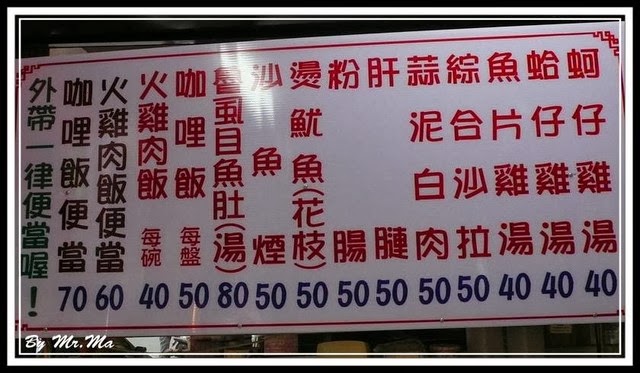 蚵仔雞湯 40
蛤仔雞湯 40
魚片雞湯 40
綜合沙拉 50
蒜泥白肉 50
肝 50
粉腸 50
燙魷魚(花枝) 50
沙魚煙 50
魯虱目魚肚(湯) 80
咖哩飯 每盤 50
火雞肉飯 每碗 40
火雞肉飯便當 60
咖哩飯便當 70
外帶一律便當喔！
By Mr.Ma